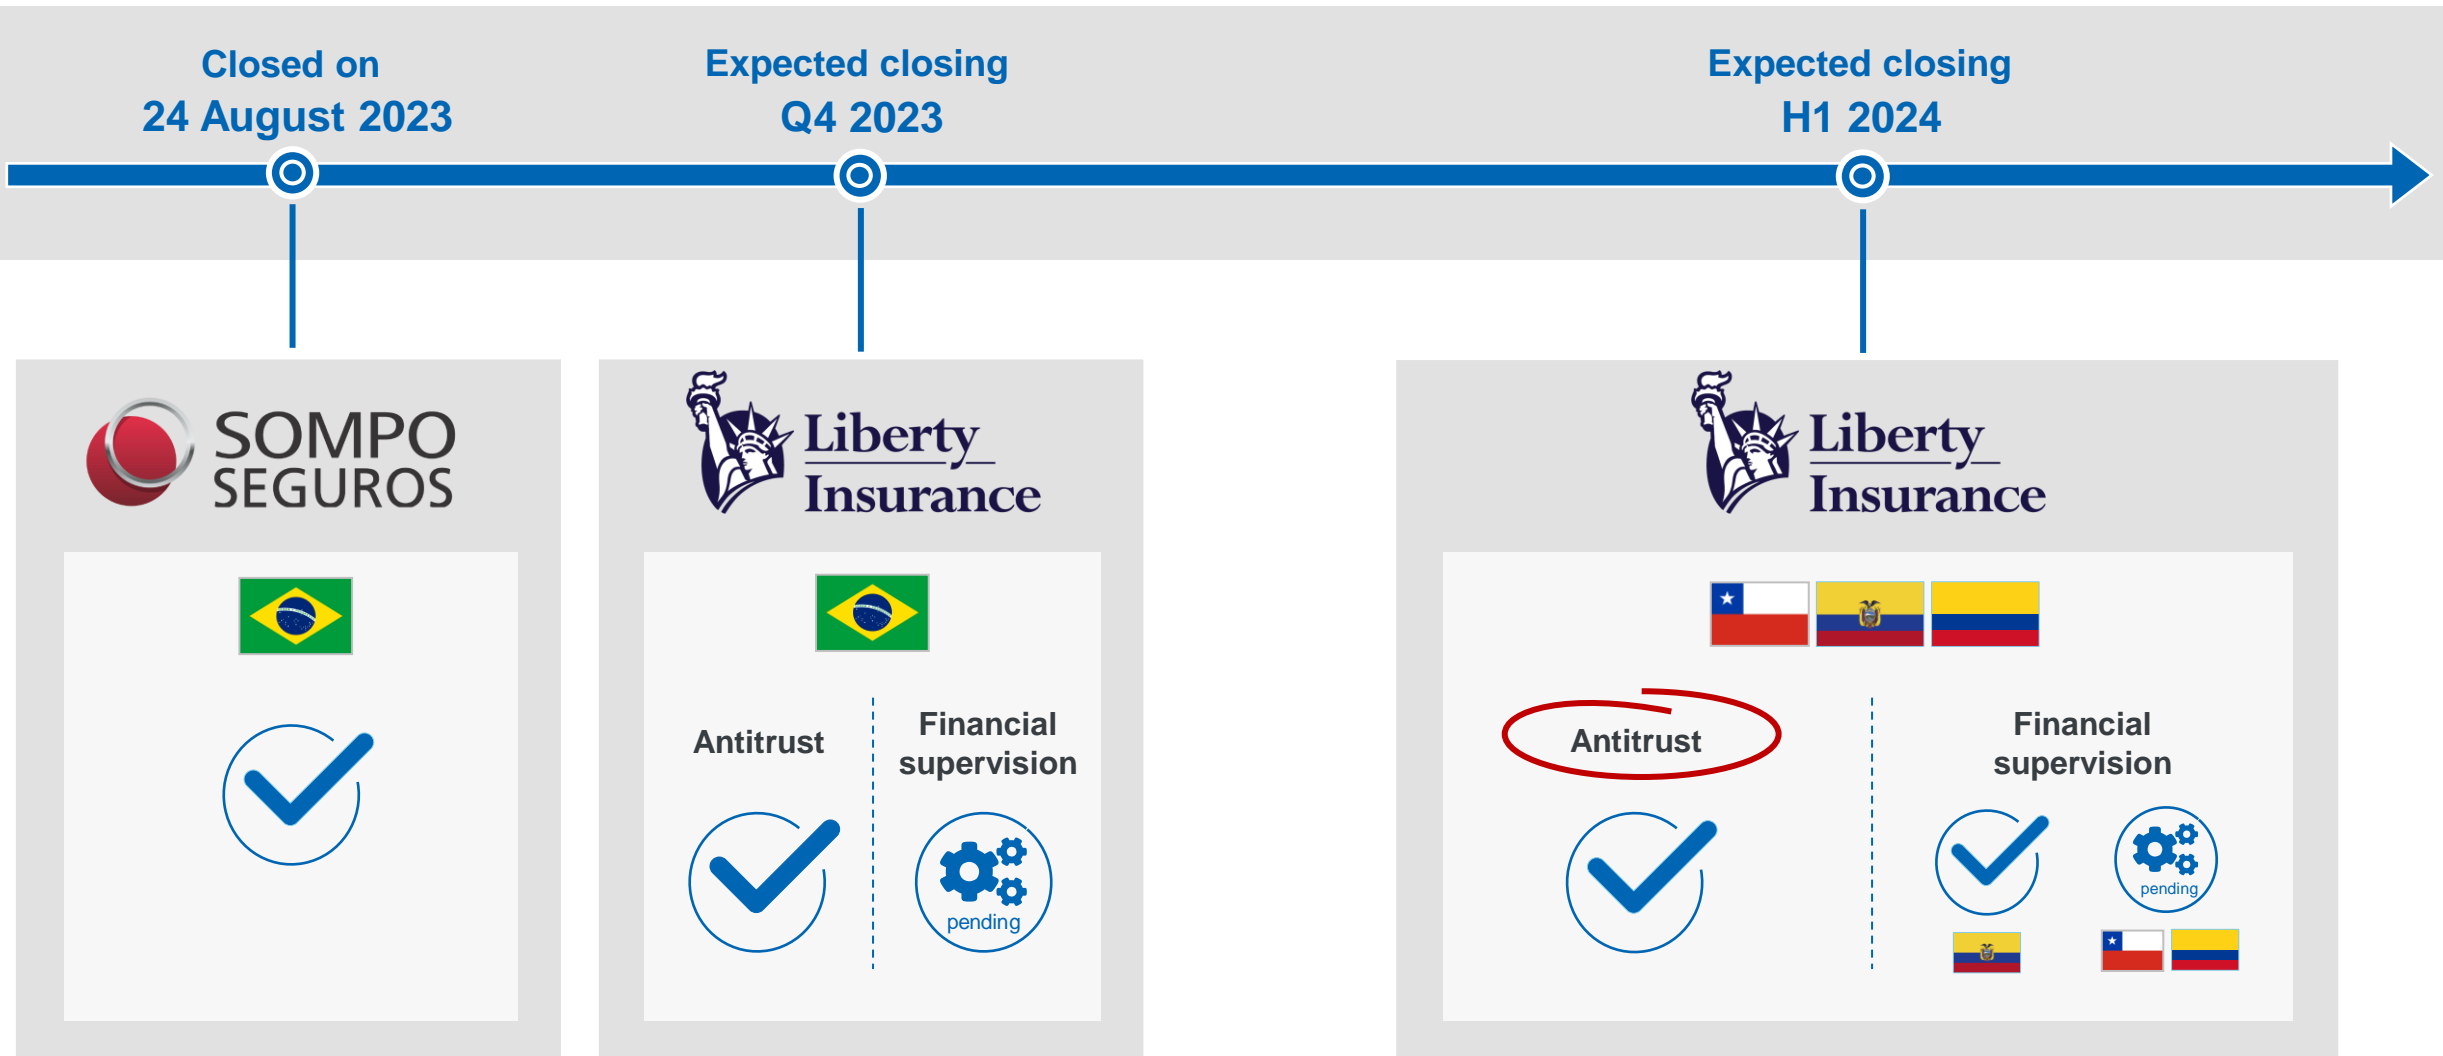 Closed on
24 August 2023
Expected closing
Q4 2023
Expected closing
H1 2024
SOMPO
SEGUROS
Liberty
Insurance
Liberty
Insurance
Antitrust
Financial
supervision
pending
Antitrust
Financial
supervision
pending